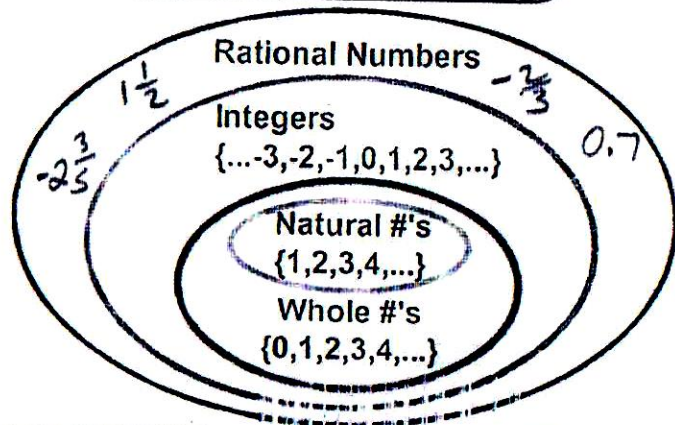 Rational Numbers
1 1/2
-2/3
Integers
0.7
{...-3,-2,-1,0,1,2,3,...}
-2 3/5
Natural #'s
{1,2,3,4,...}
Whole #'s
{0,1,2,3,4,...}